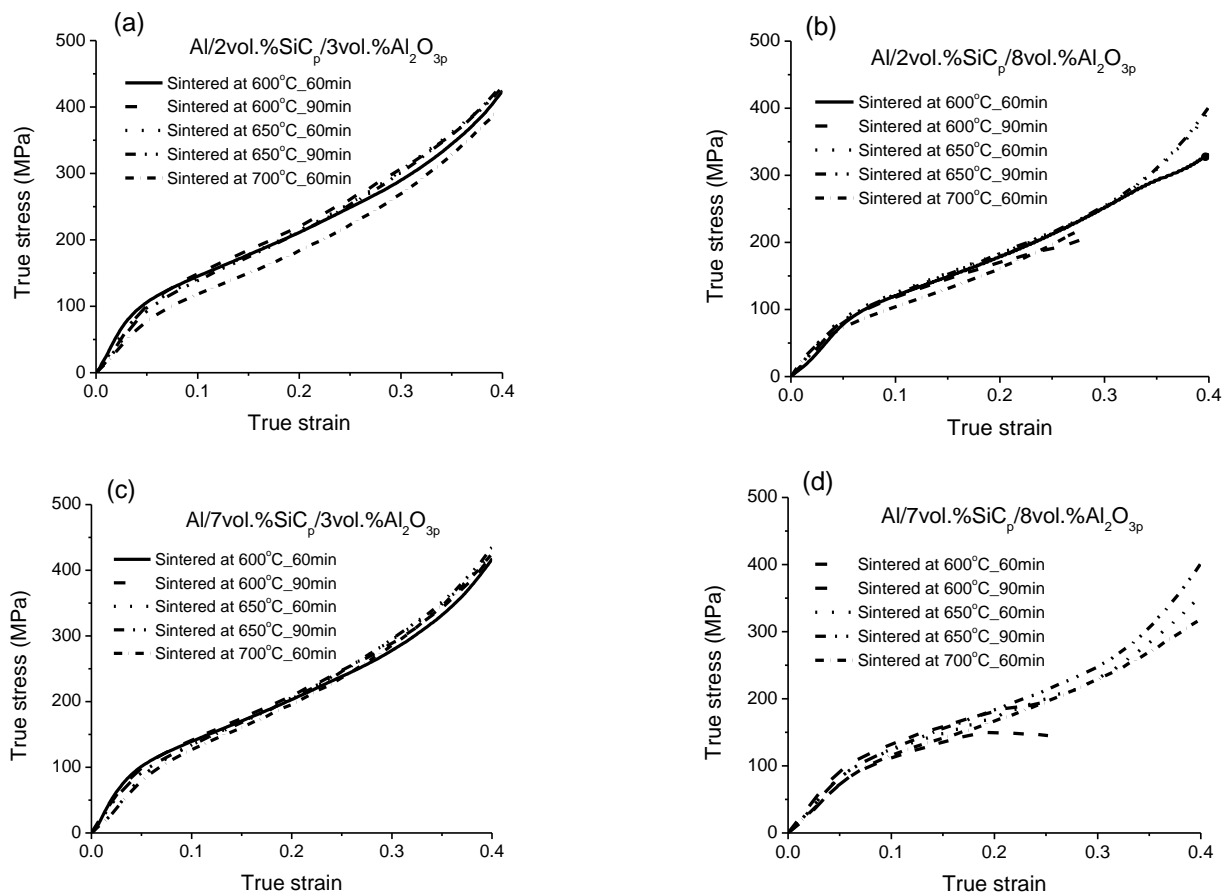 (a)
Al/2vol.%SiCp/3vol.%Al2O3p
Sintered at 600°C_60min
Sintered at 600°C_90min
Sintered at 650°C_60min
Sintered at 650°C_90min
Sintered at 700°C_60min
500
400
300
200
100
0
True stress (MPa)
0.0 0.1 0.2 0.3 0.4
True strain
(b)
Al/2vol.%SiCp/8vol.%Al2O3p
Sintered at 600°C_60min
Sintered at 600°C_90min
Sintered at 650°C_60min
Sintered at 650°C_90min
Sintered at 700°C_60min
500
400
300
200
100
0
True stress (MPa)
0.0 0.1 0.2 0.3 0.4
True strain
(c)
Al/7vol.%SiCp/3vol.%Al2O3p
Sintered at 600°C_60min
Sintered at 600°C_90min
Sintered at 650°C_60min
Sintered at 650°C_90min
Sintered at 700°C_60min
500
400
300
200
100
0
True stress (MPa)
0.0 0.1 0.2 0.3 0.4
True strain
(d)
Al/7vol.%SiCp/8vol.%Al2O3p
Sintered at 600°C_60min
Sintered at 600°C_90min
Sintered at 650°C_60min
Sintered at 650°C_90min
Sintered at 700°C_60min
500
400
300
200
100
0
True stress (MPa)
0.0 0.1 0.2 0.3 0.4
True strain